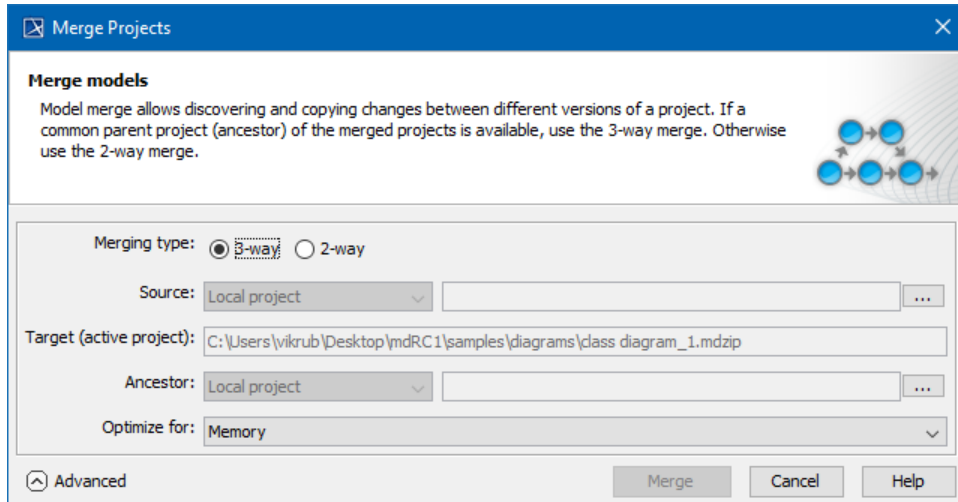 Merge Projects
Merge models
Model merge allows discovering and copying changes between different versions of a project. If a
common parent project (ancestor) of the merged projects is available, use the 3-way merge. Otherwise
use the 2-way merge.
Merging type: 3-way 2-way
Source: Local project ...
Target (active project): C:\Users\vikrub\Desktop\mdRC1\samples\diagrams\class diagram_1.mdzip
Ancestor: Local project ...
Optimize for: Memory
Advanced Merge Cancel Help